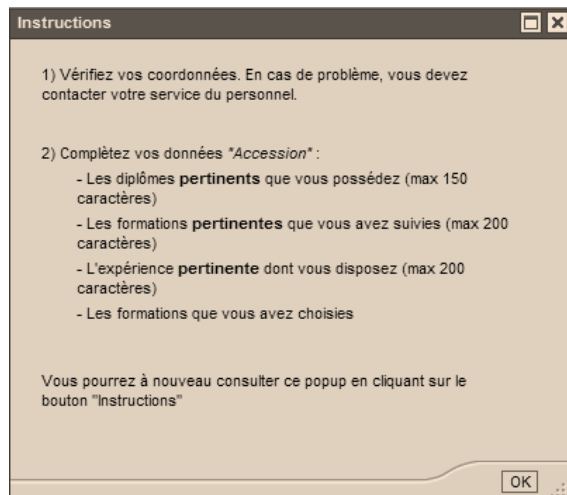 Instructions
1) Vérifiez vos coordonnées. En cas de problème, vous devez
contacter votre service du personnel.
2) Complètez vos données "Accession" :
- Les diplômes pertinents que vous possédez (max 150
caractères)
- Les formations pertinentes que vous avez suivies (max 200
caractères)
- L'expérience pertinente dont vous disposez (max 200
caractères)
- Les formations que vous avez choisies
Vous pourrez à nouveau consulter ce popup en cliquant sur le
bouton "Instructions"
OK